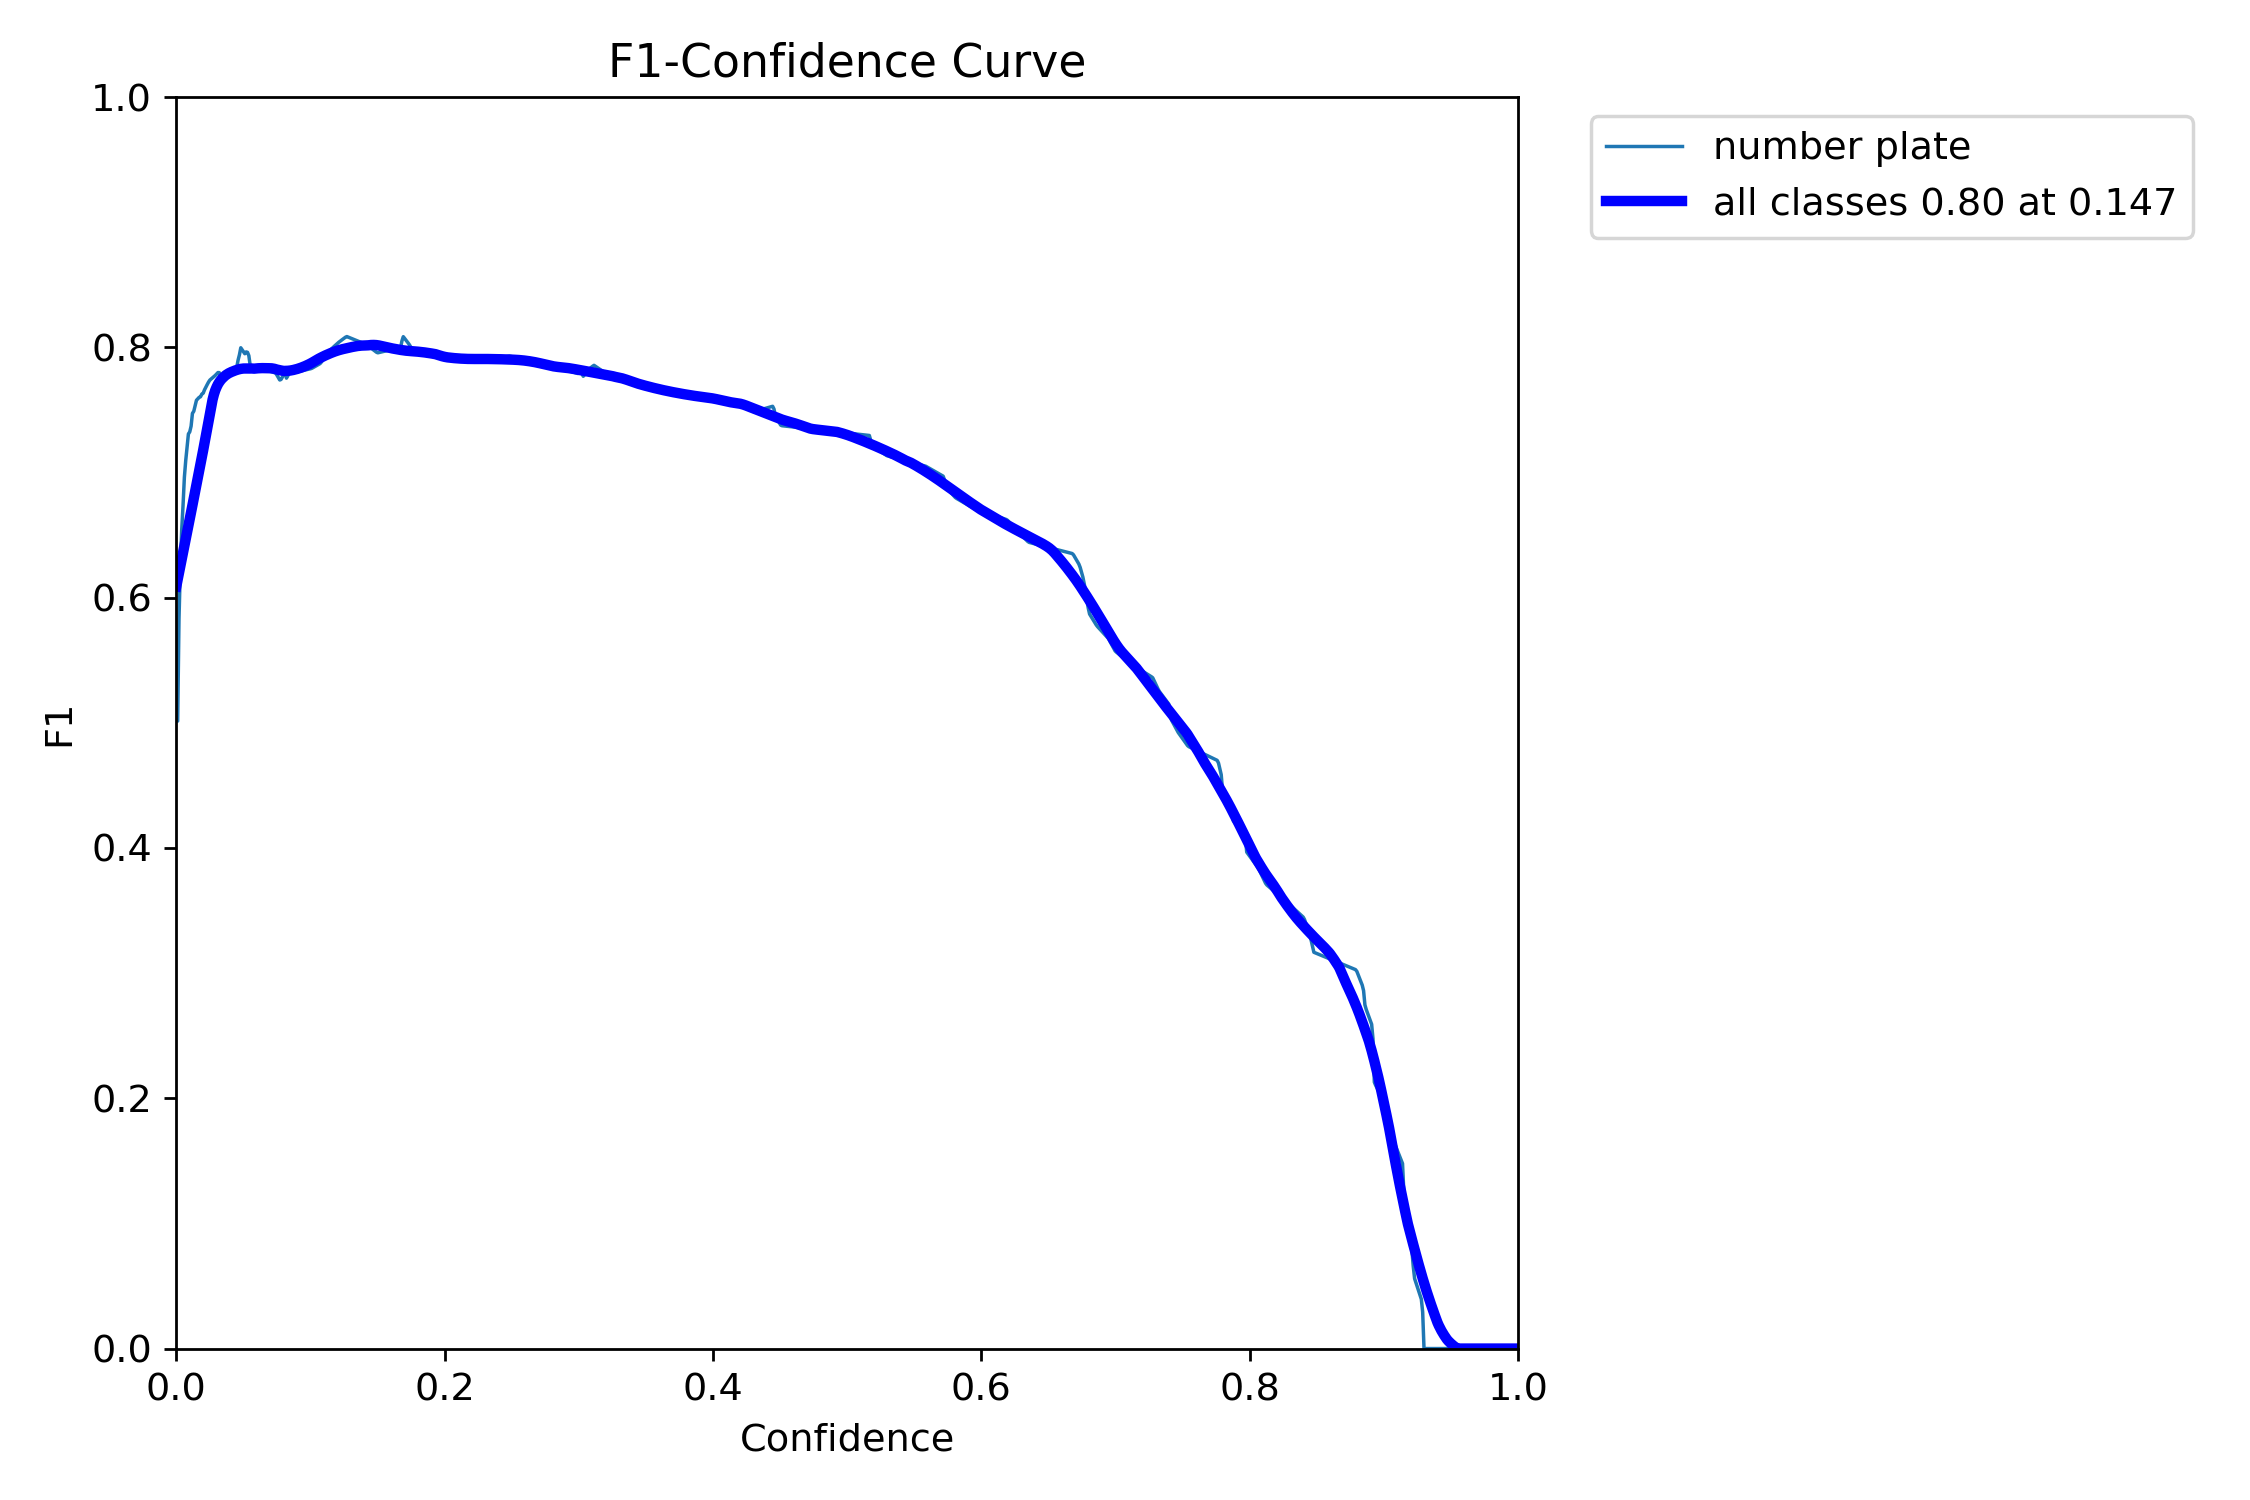 F1-Confidence Curve
number plate
all classes 0.80 at 0.147
1.0
0.8
0.6
0.4
0.2
0.0
F1
0.0 0.2 0.4 0.6 0.8 1.0
Confidence